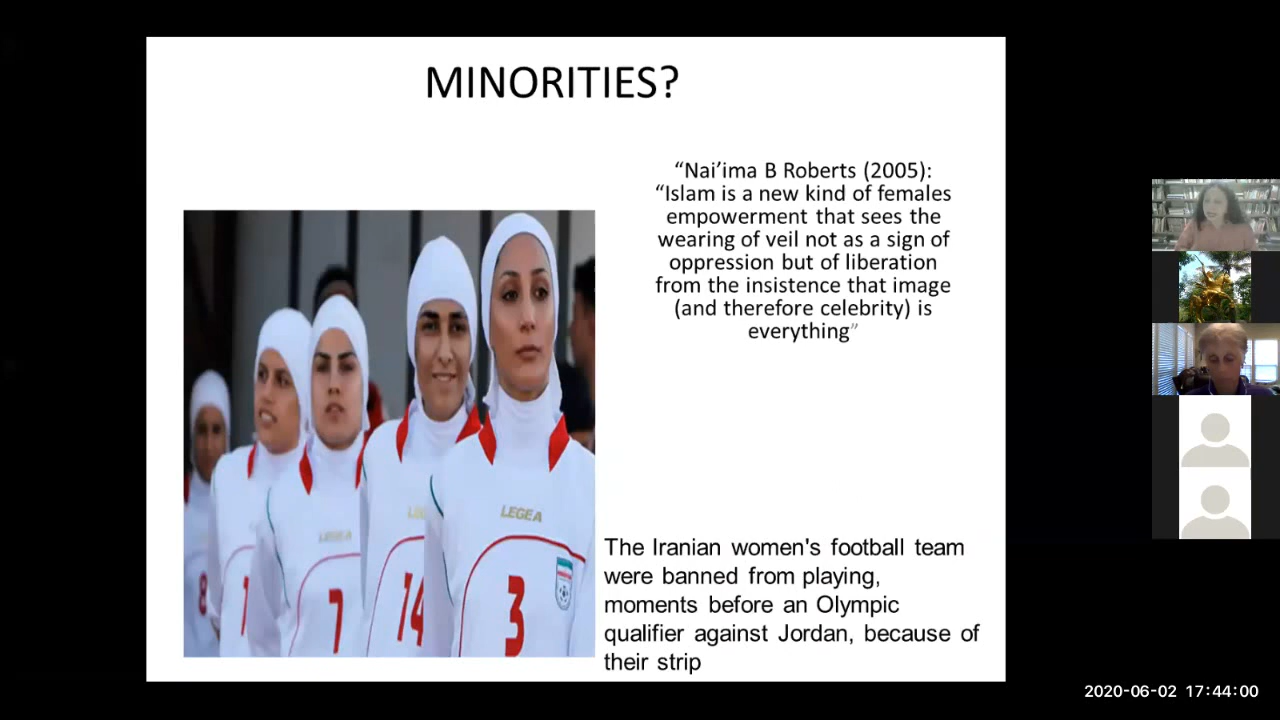 MINORITIES?
“Nai’ima B Roberts (2005):
“Islam is a new kind of females
empowerment that sees the
wearing of veil not as a sign of
oppression but of liberation
from the insistence that image
(and therefore celebrity) is
everything”
LEGEA
LEGEA
8
1
7
14
3
The Iranian women's football team
were banned from playing,
moments before an Olympic
qualifier against Jordan, because of
their strip
2020-06-02 17:44:00